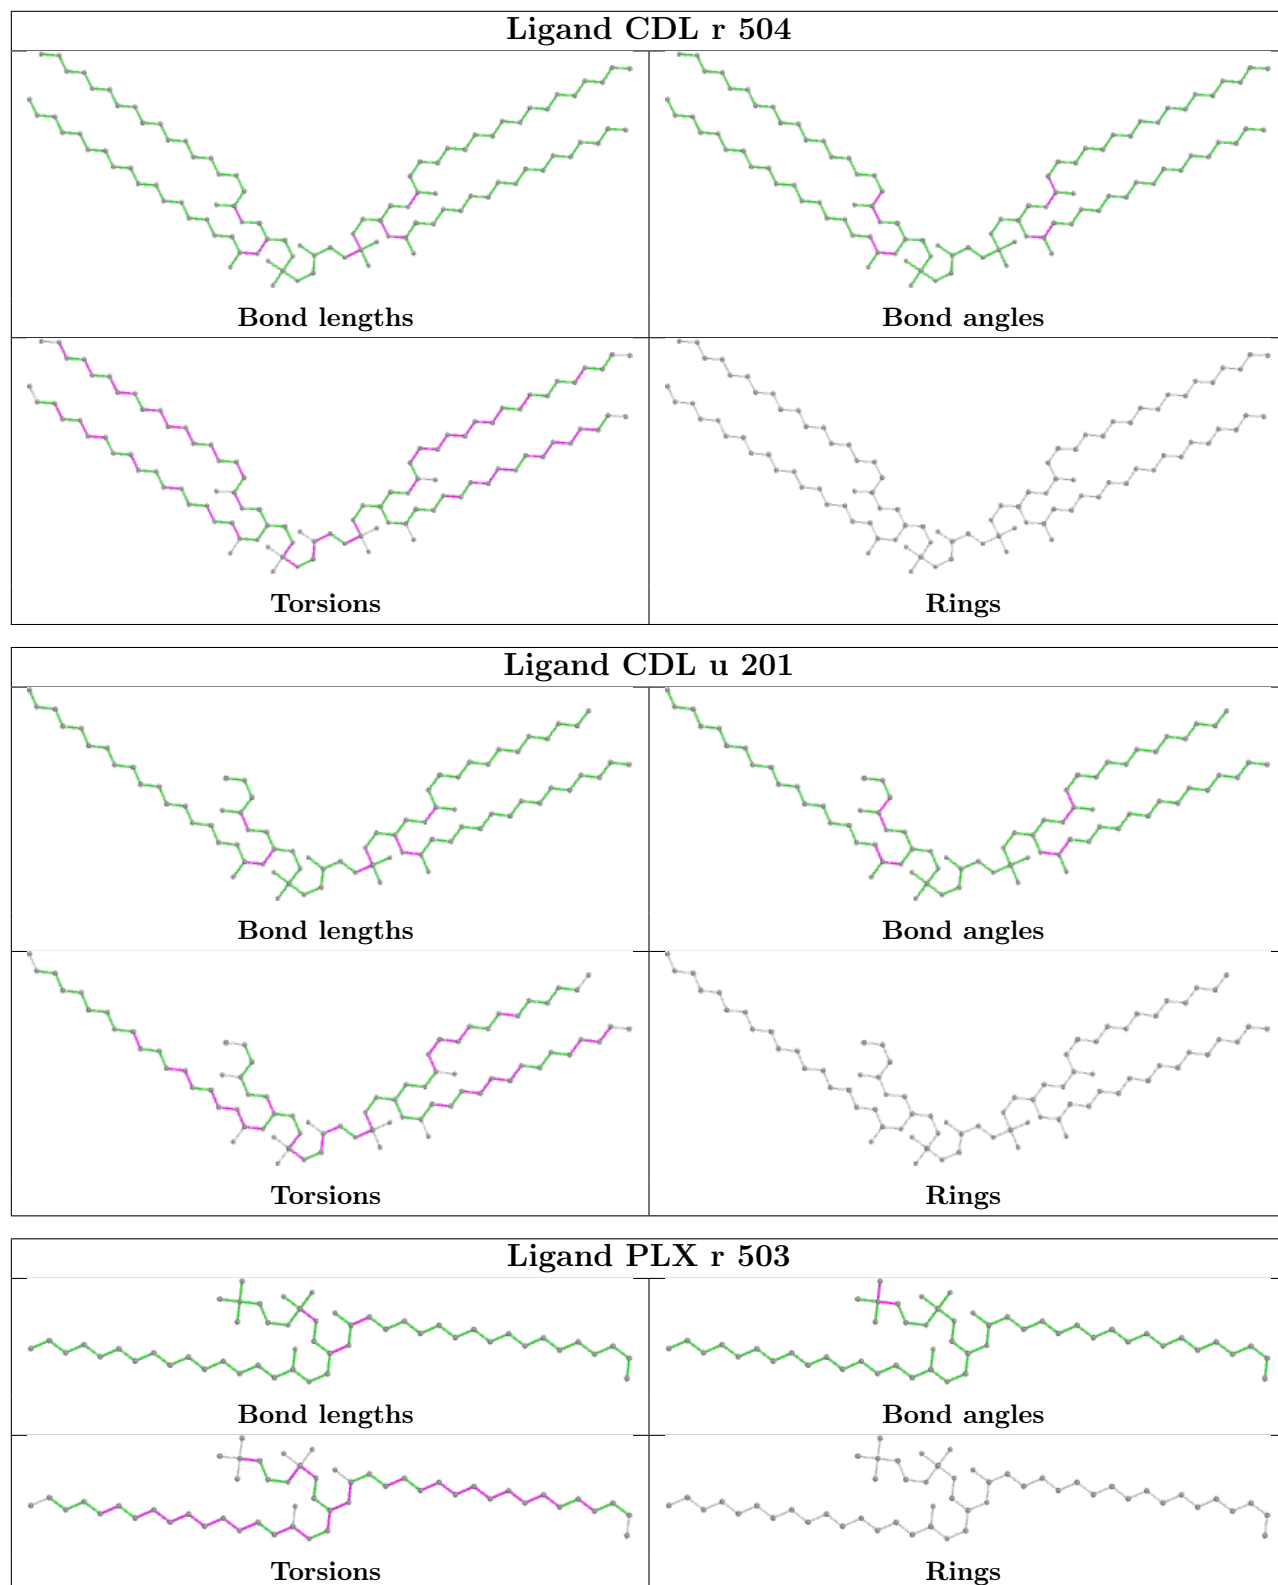 Ligand CDL r 504
Bond lengths
Bond angles
Torsions
Rings
Ligand CDL u 201
Bond lengths
Bond angles
Torsions
Rings
Ligand PLX r 503
Bond lengths
Bond angles
Torsions
Rings